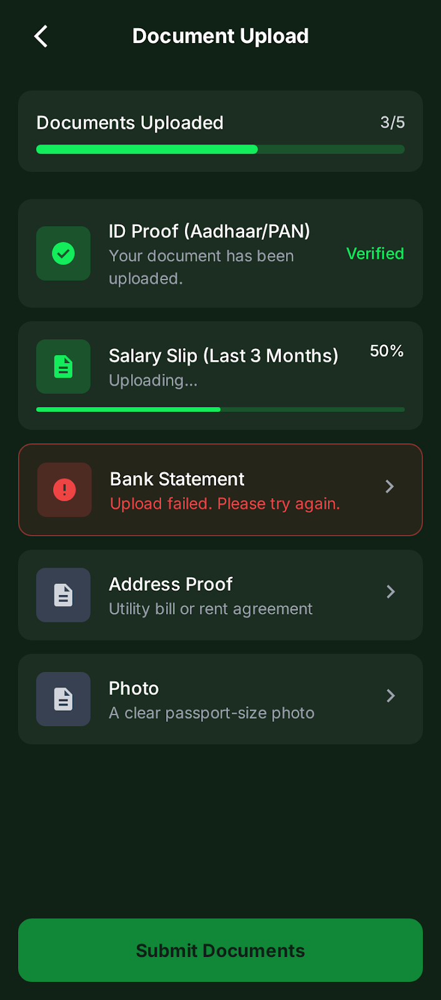 Document Upload
Documents Uploaded 3/5
ID Proof (Aadhaar/PAN)
Your document has been
uploaded.
Verified
Salary Slip (Last 3 Months) 50%
Uploading...
Bank Statement
Upload failed. Please try again.
Address Proof
Utility bill or rent agreement
Photo
A clear passport-size photo
Submit Documents